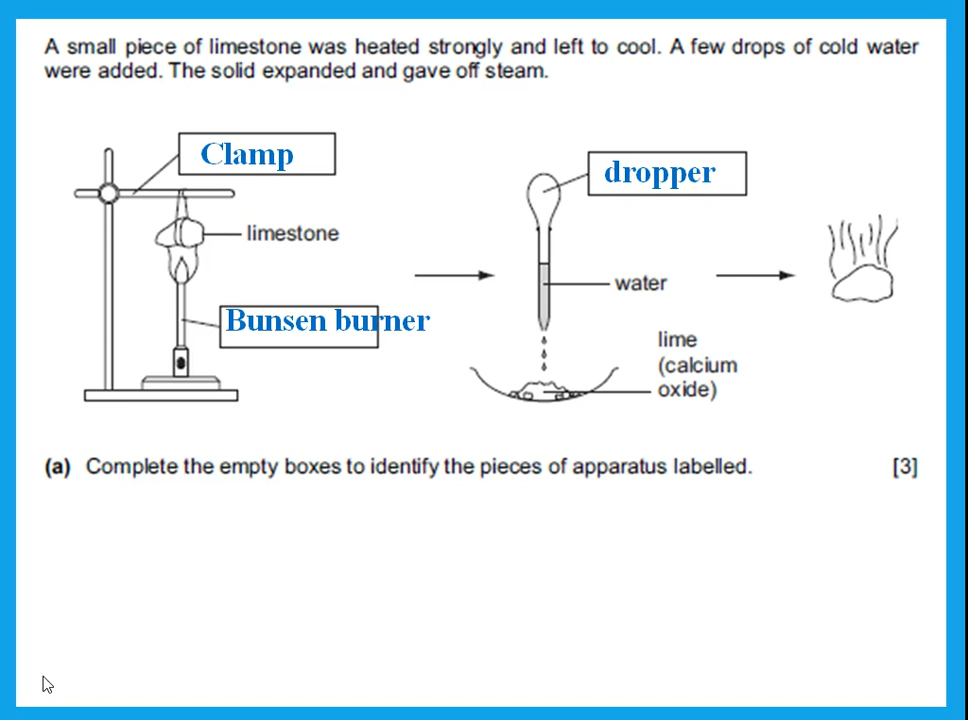 A small piece of limestone was heated strongly and left to cool. A few drops of cold water
were added. The solid expanded and gave off steam.
Clamp
dropper
limestone
water
Bunsen burner
lime
(calcium
oxide)
(a) Complete the empty boxes to identify the pieces of apparatus labelled. [3]